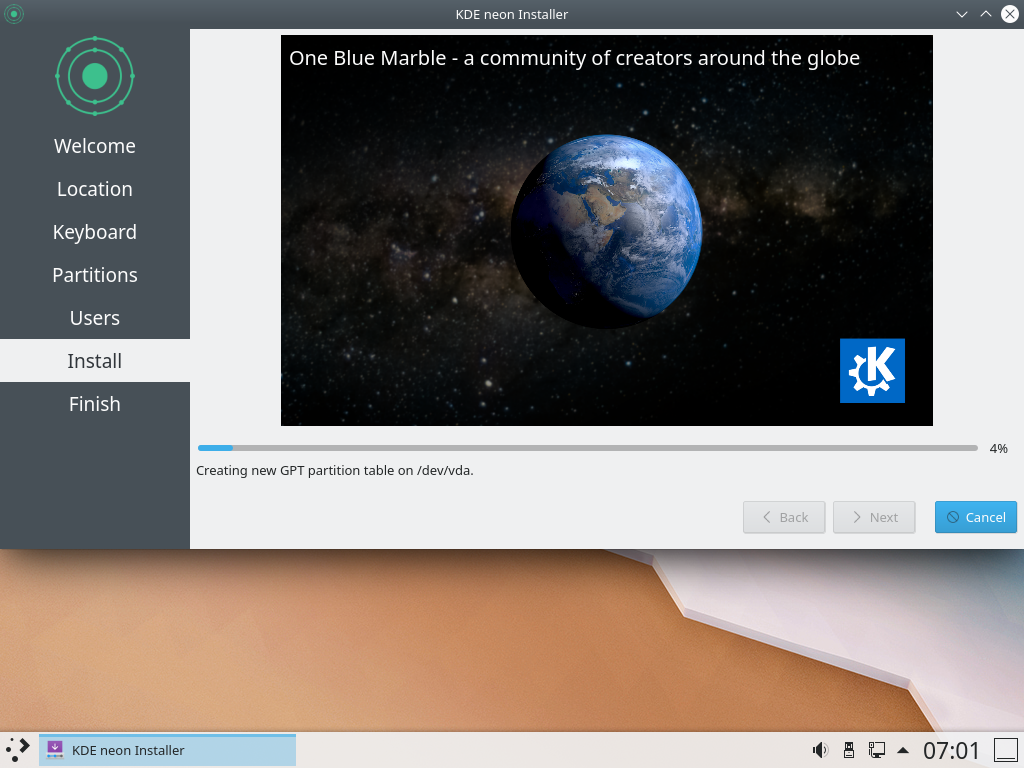 KDE neon Installer
Welcome
Location
Keyboard
Partitions
Users
Install
Finish
One Blue Marble - a community of creators around the globe
4%
Creating new GPT partition table on /dev/vda.
Back
Next
Cancel
KDE neon Installer
07:01